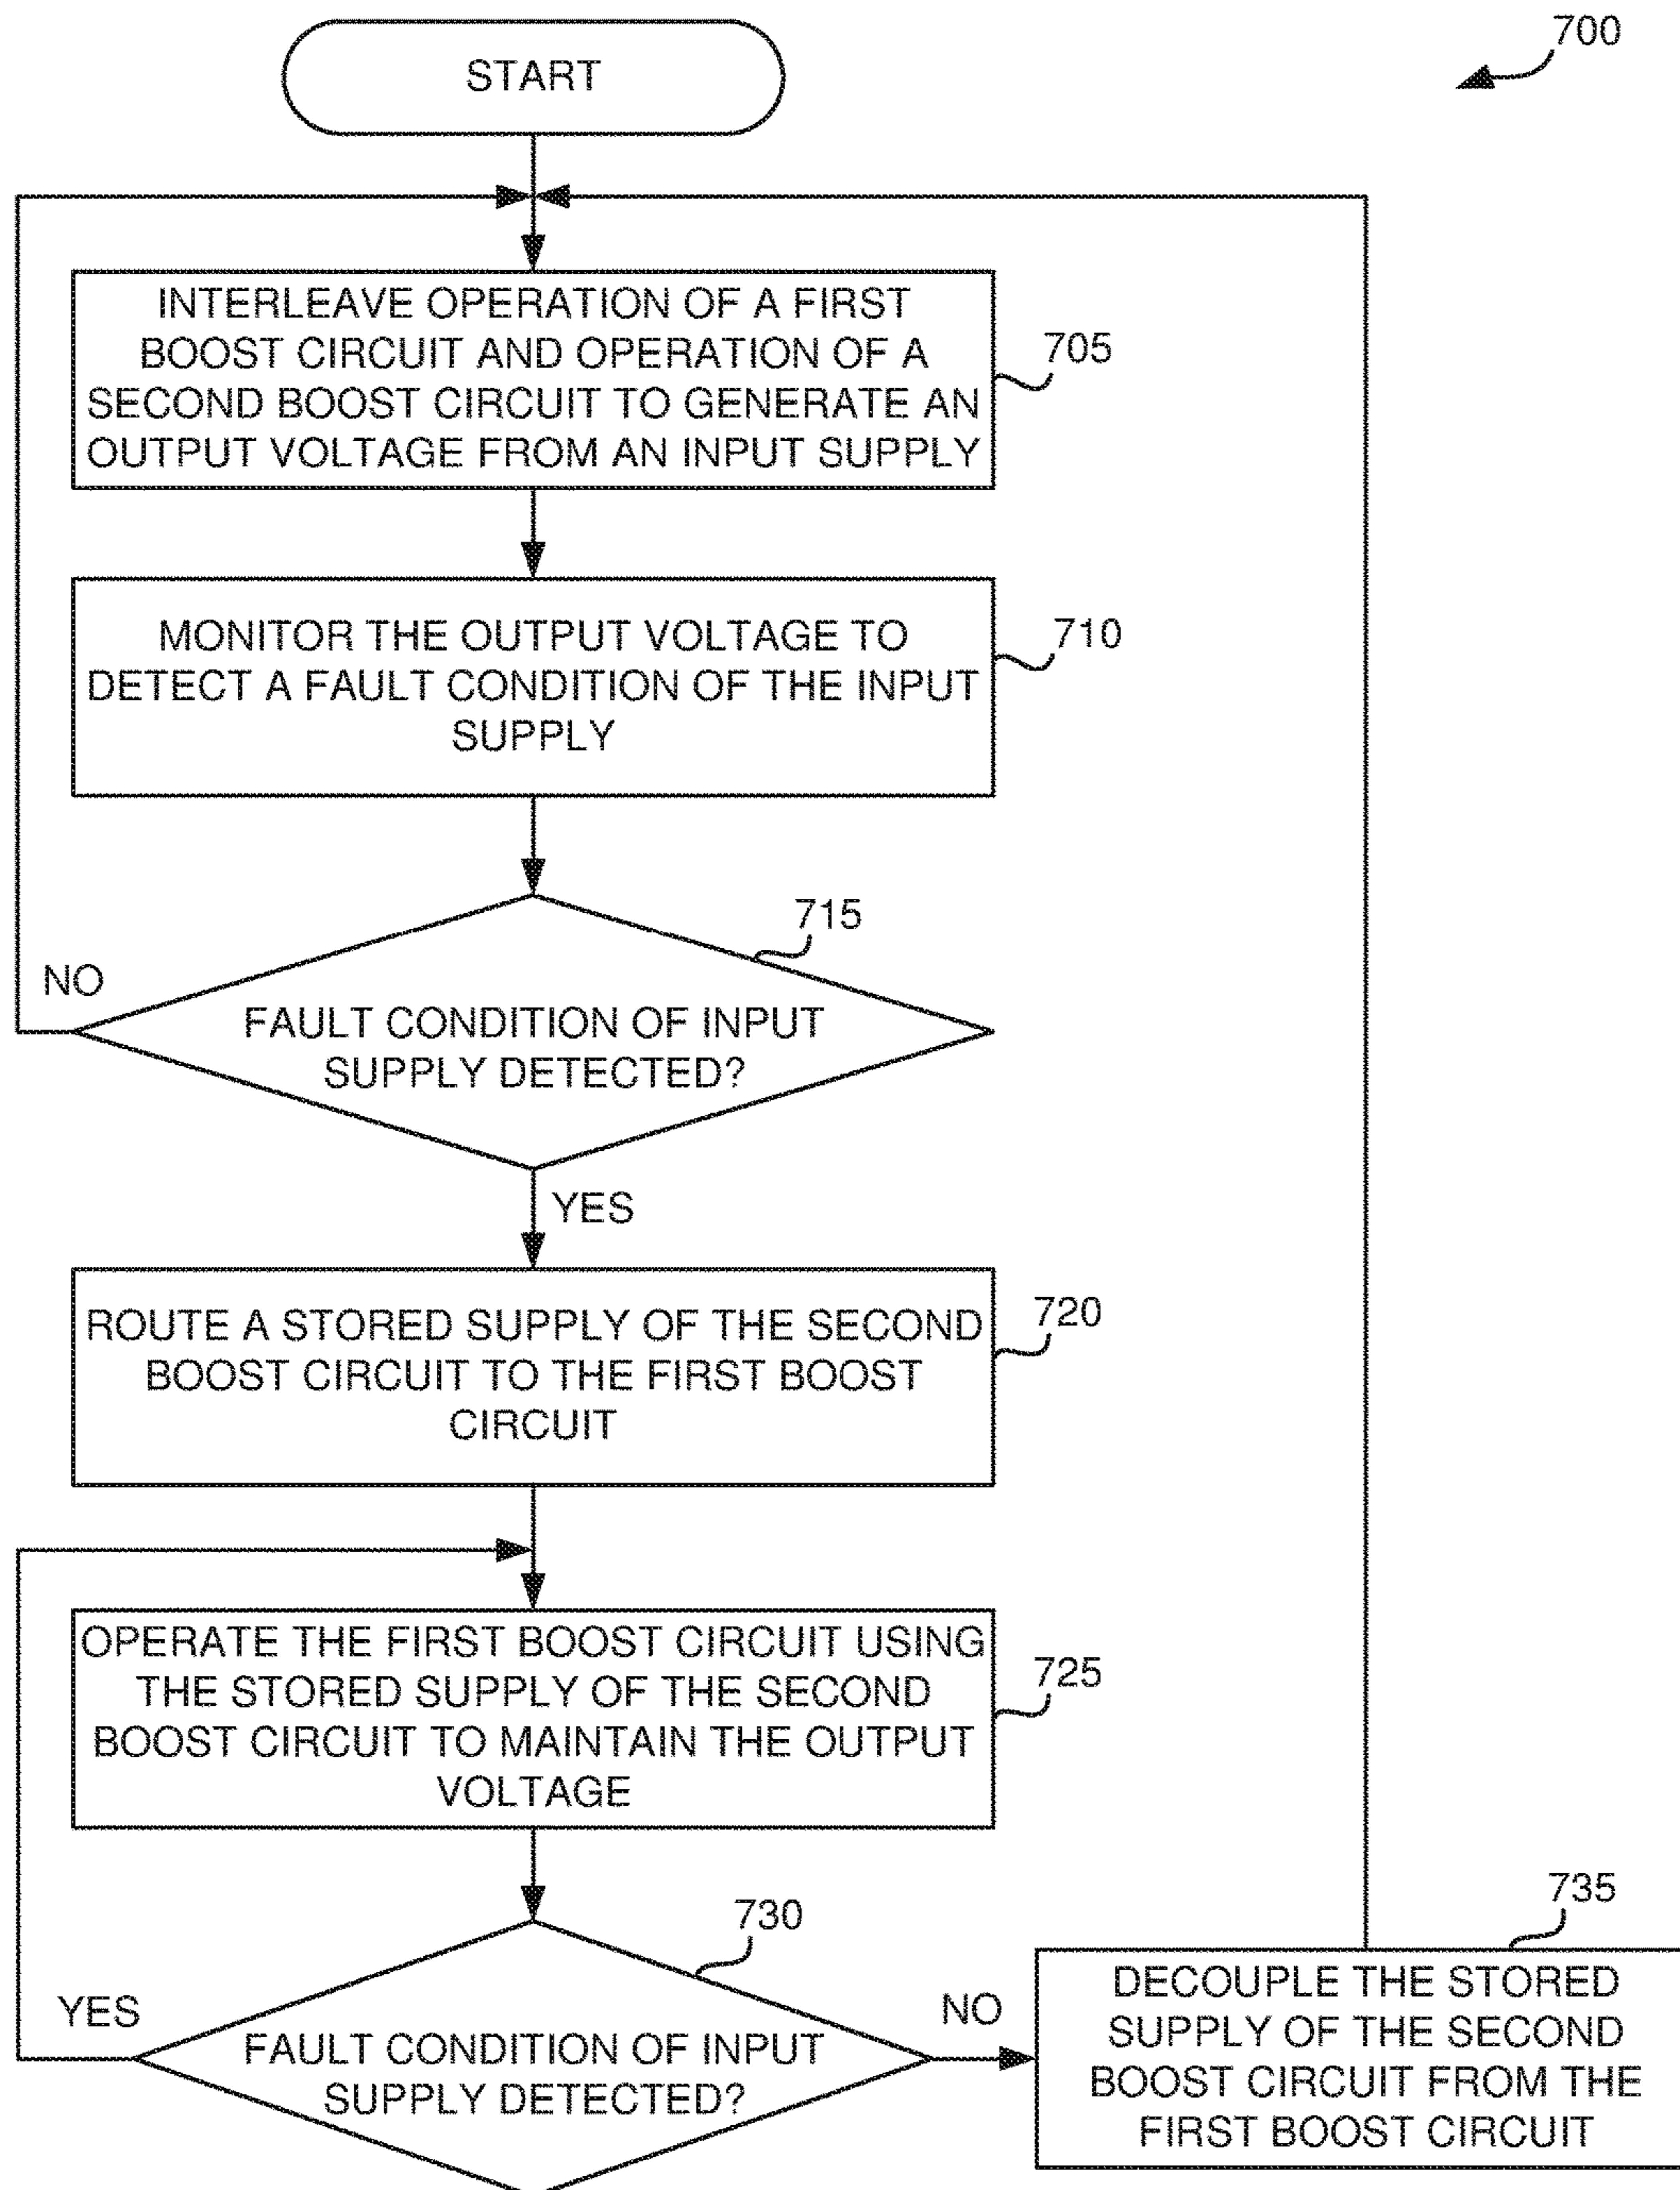 700
START
INTERLEAVE OPERATION OF A FIRST
BOOST CIRCUIT AND OPERATION OF A
SECOND BOOST CIRCUIT TO GENERATE AN
OUTPUT VOLTAGE FROM AN INPUT SUPPLY
705
MONITOR THE OUTPUT VOLTAGE TO
DETECT A FAULT CONDITION OF THE INPUT
SUPPLY
710
715
NO
FAULT CONDITION OF INPUT
SUPPLY DETECTED?
YES
ROUTE A STORED SUPPLY OF THE SECOND
BOOST CIRCUIT TO THE FIRST BOOST
CIRCUIT
720
OPERATE THE FIRST BOOST CIRCUIT USING
THE STORED SUPPLY OF THE SECOND
BOOST CIRCUIT TO MAINTAIN THE OUTPUT
VOLTAGE
725
730
YES
FAULT CONDITION OF INPUT
SUPPLY DETECTED?
NO
735
DECOUPLE THE STORED
SUPPLY OF THE SECOND
BOOST CIRCUIT FROM THE
FIRST BOOST CIRCUIT